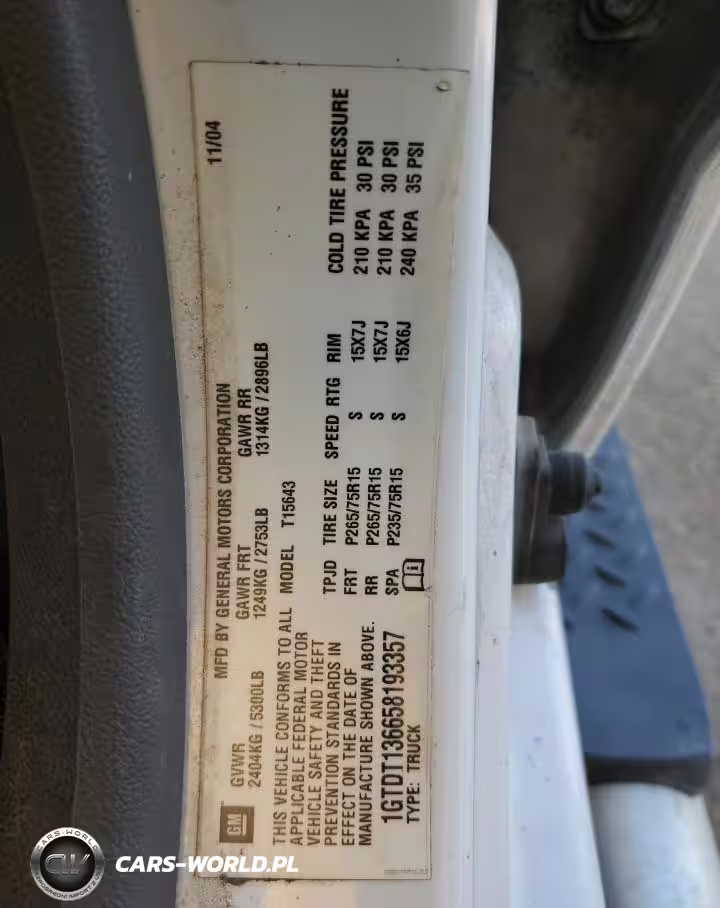 MFD BY GENERAL MOTORS CORPORATION 11/04
GM
GVWR GAWR FRT GAWR RR
2404KG / 5300LB 1249KG / 2753LB 1314KG / 2896LB
THIS VEHICLE CONFORMS TO ALL
APPLICABLE FEDERAL MOTOR
VEHICLE SAFETY AND THEFT
PREVENTION STANDARDS IN
EFFECT ON THE DATE OF
MANUFACTURE SHOWN ABOVE.
1GTDT136658193357
TYPE: TRUCK
MODEL T15643
TPJD TIRE SIZE SPEED RTG RIM COLD TIRE PRESSURE
FRT P265/75R15 S 15X7J 210 KPA 30 PSI
RR P265/75R15 S 15X7J 210 KPA 30 PSI
SPA P235/75R15 S 15X6J 240 KPA 35 PSI
CARS-WORLD
CW
CARS-WORLD.PL